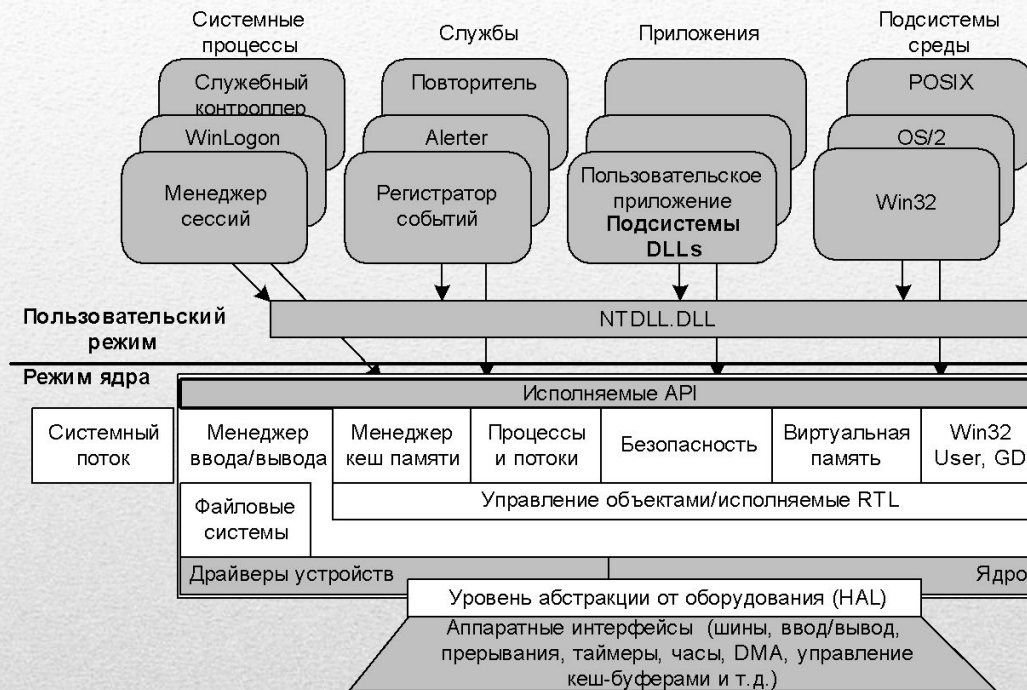 Системные
процессы
Службы
Приложения
Подсистемы
среды
Служебный
контроллер
WinLogon
Менеджер
сессий
Повторитель
Alerter
Регистратор
событий
Пользовательское
приложение
Подсистемы
DLLs
POSIX
OS/2
Win32
Пользовательский
режим
NTDLL.DLL
Режим ядра
Исполняемые API
Системный
поток
Менеджер
ввода/вывода
Менеджер
кеш памяти
Процессы
и потоки
Безопасность
Виртуальная
память
Win32
User, GD
Файловые
системы
Управление объектами/исполняемые RTL
Драйверы устройств
Ядро
Уровень абстракции от оборудования (HAL)
Аппаратные интерфейсы (шины, ввод/вывод,
прерывания, таймеры, часы, DMA, управление
кеш-буферами и т.д.)